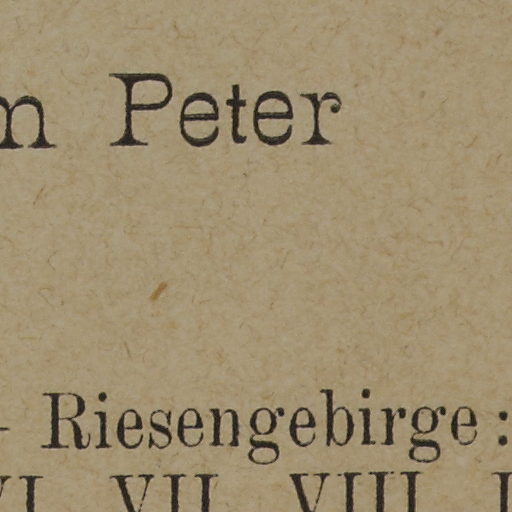 m Peter
- Riesengebirge :
VI VII VIII I